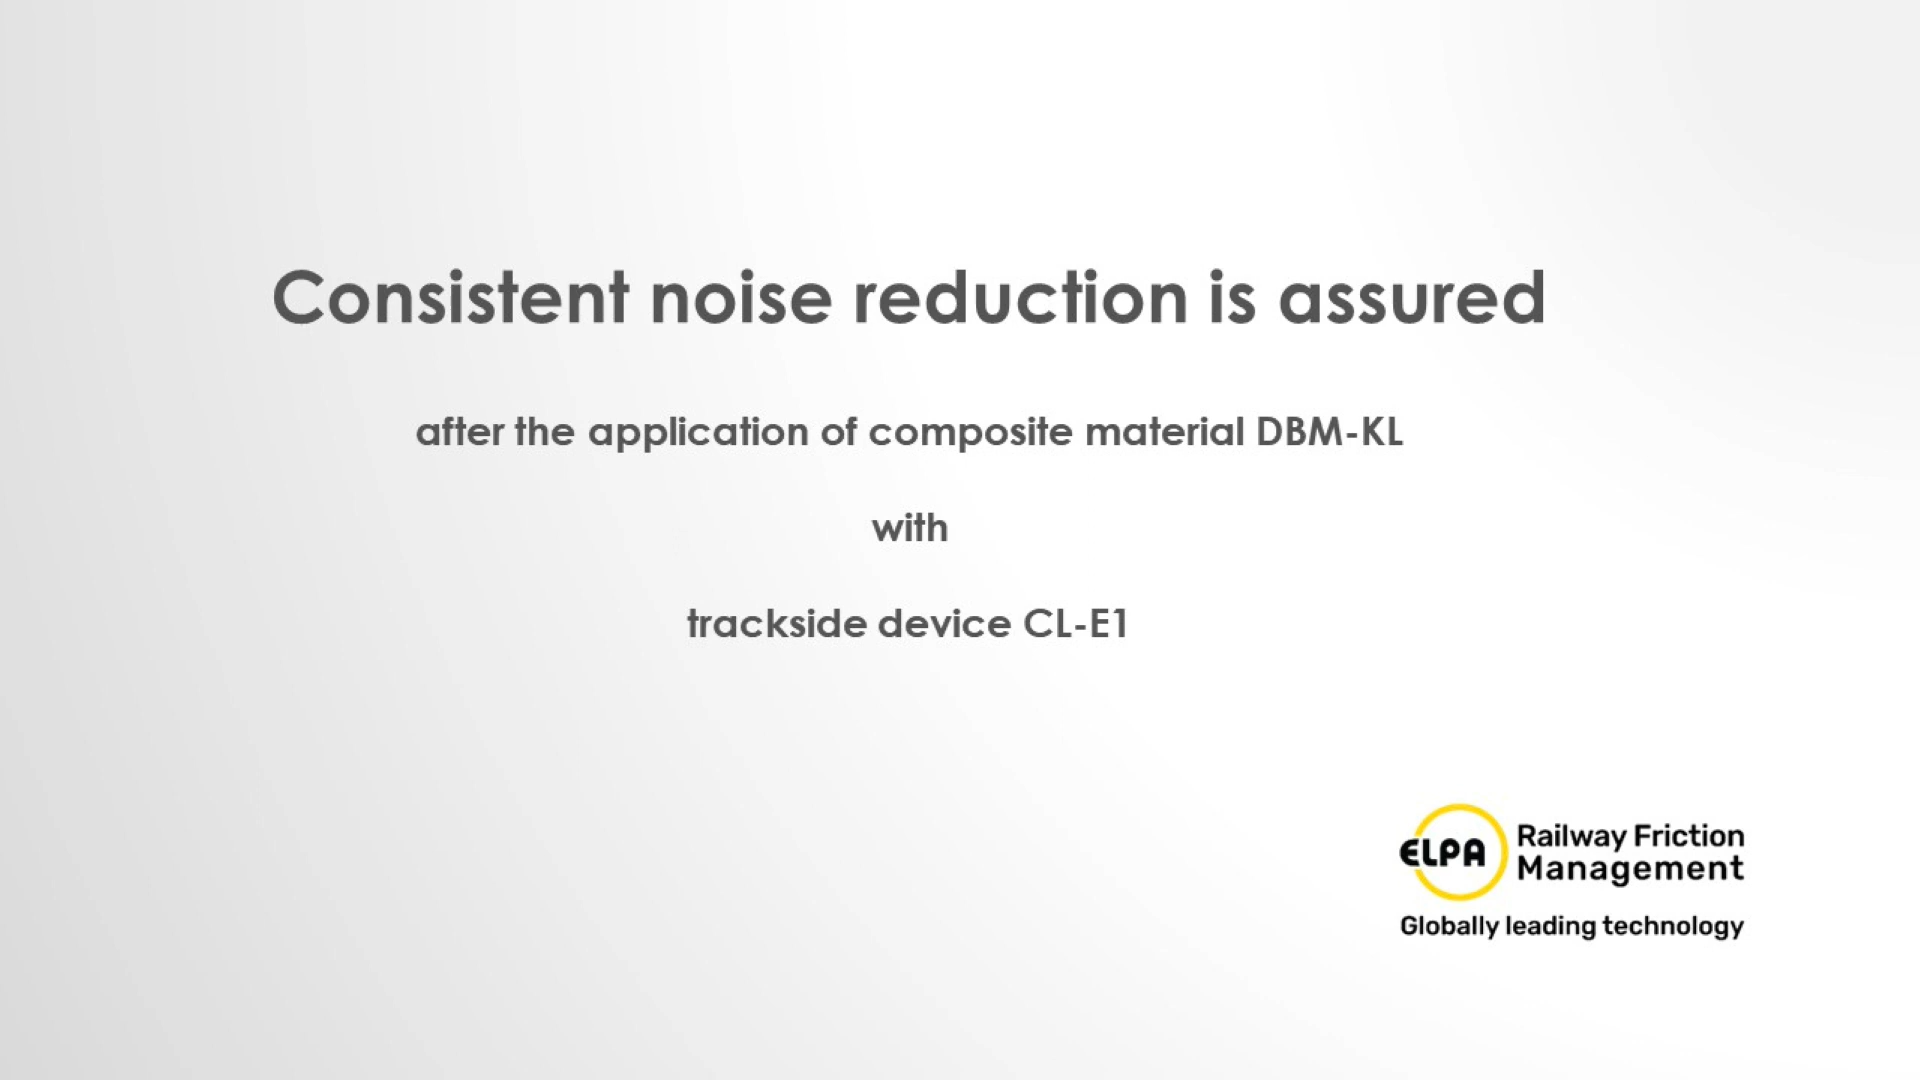 Consistent noise reduction is assured
after the application of composite material DBM-KL
with
trackside device CL-E1
ELPA
Railway Friction
Management
Globally leading technology